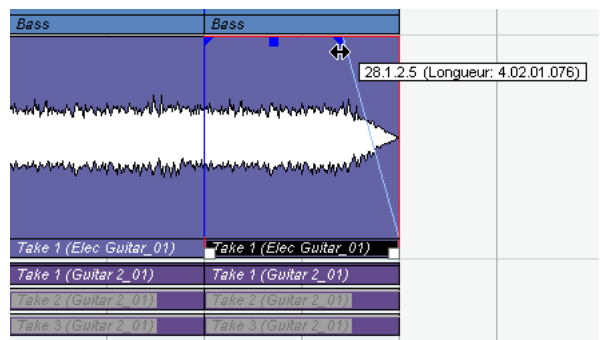 Bass Bass
28.1.2.5 (Longueur: 4.02.01.076)
Take 1 (Elec Guitar_01) Take 1 (Elec Guitar_01)
Take 1 (Guitar 2_01) Take 1 (Guitar 2_01)
Take 2 (Guitar 2_01) Take 2 (Guitar 2_01)
Take 3 (Guitar 2_01) Take 3 (Guitar 2_01)